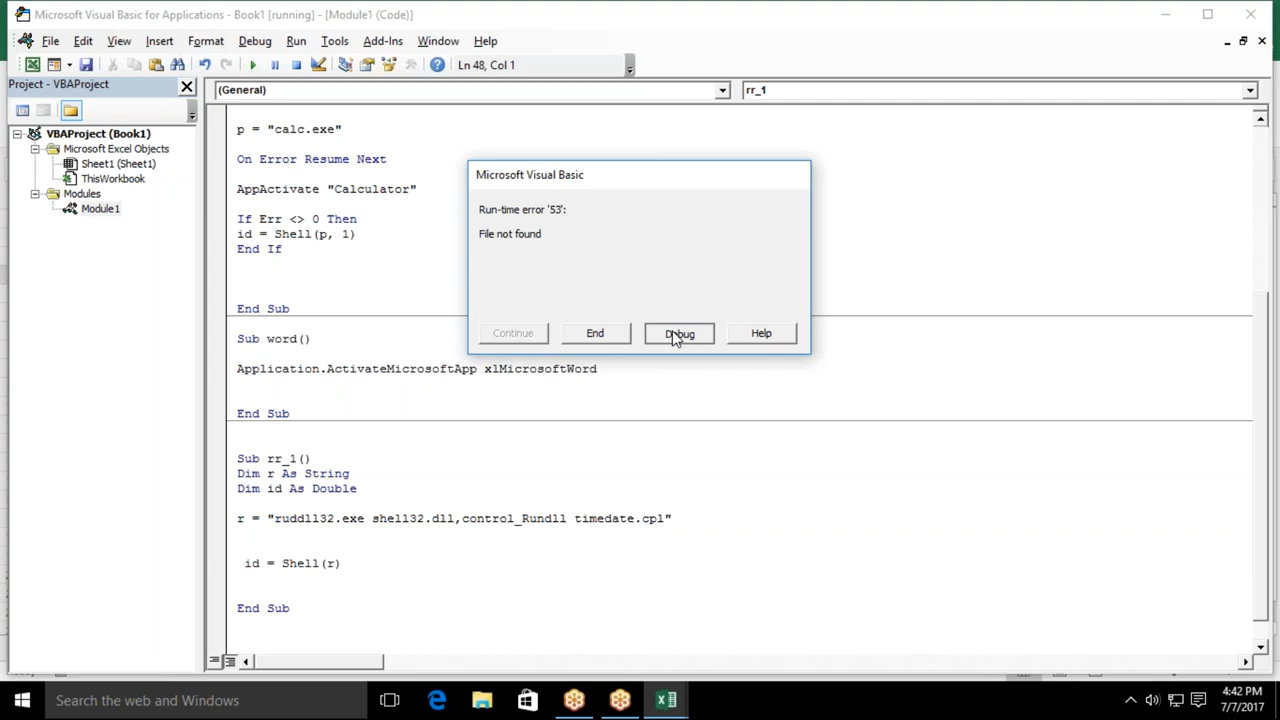 Microsoft Visual Basic for Applications - Book1 [running] - [Module1 (Code)]
File Edit View Insert Format Debug Run Tools Add-Ins Window Help
Ln 48, Col 1
Project - VBAProject
(General)
rr_1
VBAProject (Book1)
Microsoft Excel Objects
Sheet1 (Sheet1)
ThisWorkbook
Modules
Module1
p = "calc.exe"
On Error Resume Next
AppActivate "Calculator"
If Err <> 0 Then
id = Shell(p, 1)
End If
End Sub
Sub word()
Application.ActivateMicrosoftApp xlMicrosoftWord
End Sub
Sub rr_1()
Dim r As String
Dim id As Double
r = "ruddll32.exe shell32.dll,control_Rundll timedate.cpl"
id = Shell(r)
End Sub
Microsoft Visual Basic
Run-time error '53':
File not found
Continue End Debug Help
Search the web and Windows
4:42 PM
7/7/2017